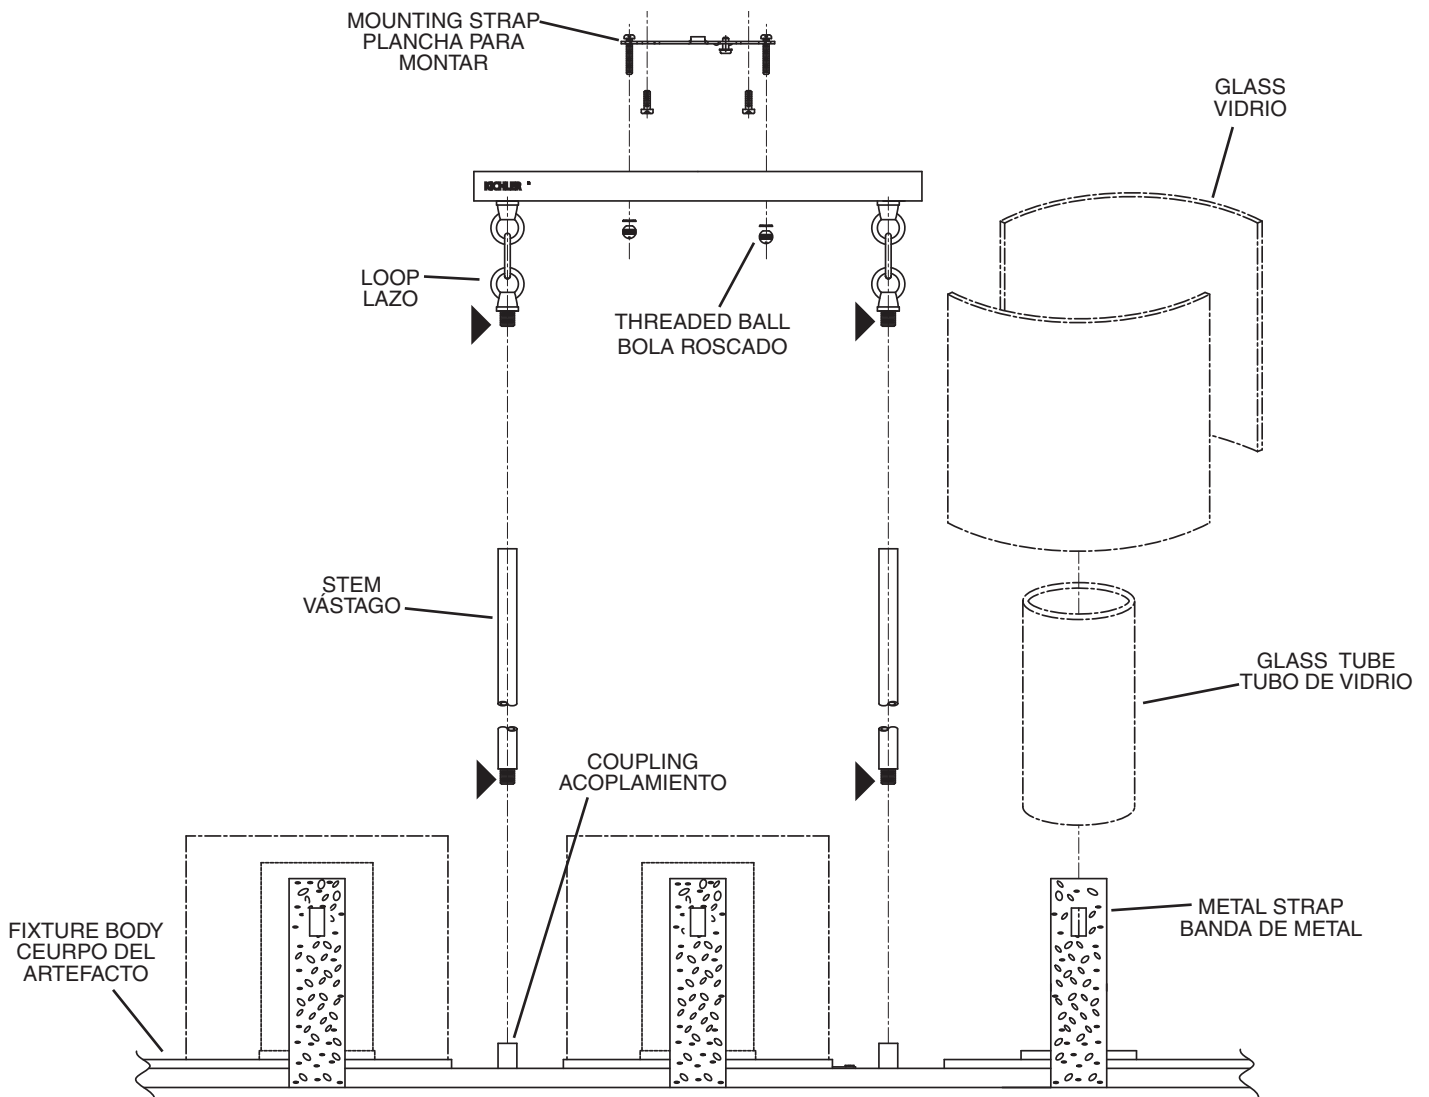 MOUNTING STRAP
PLANCHA PARA
MONTAR
GLASS
VIDRIO
KICHLER
LOOP
LAZO
THREADED BALL
BOLA ROSCADO
STEM
VÁSTAGO
GLASS TUBE
TUBO DE VIDRIO
COUPLING
ACOPLAMIENTO
METAL STRAP
BANDA DE METAL
FIXTURE BODY
CEURPO DEL
ARTEFACTO